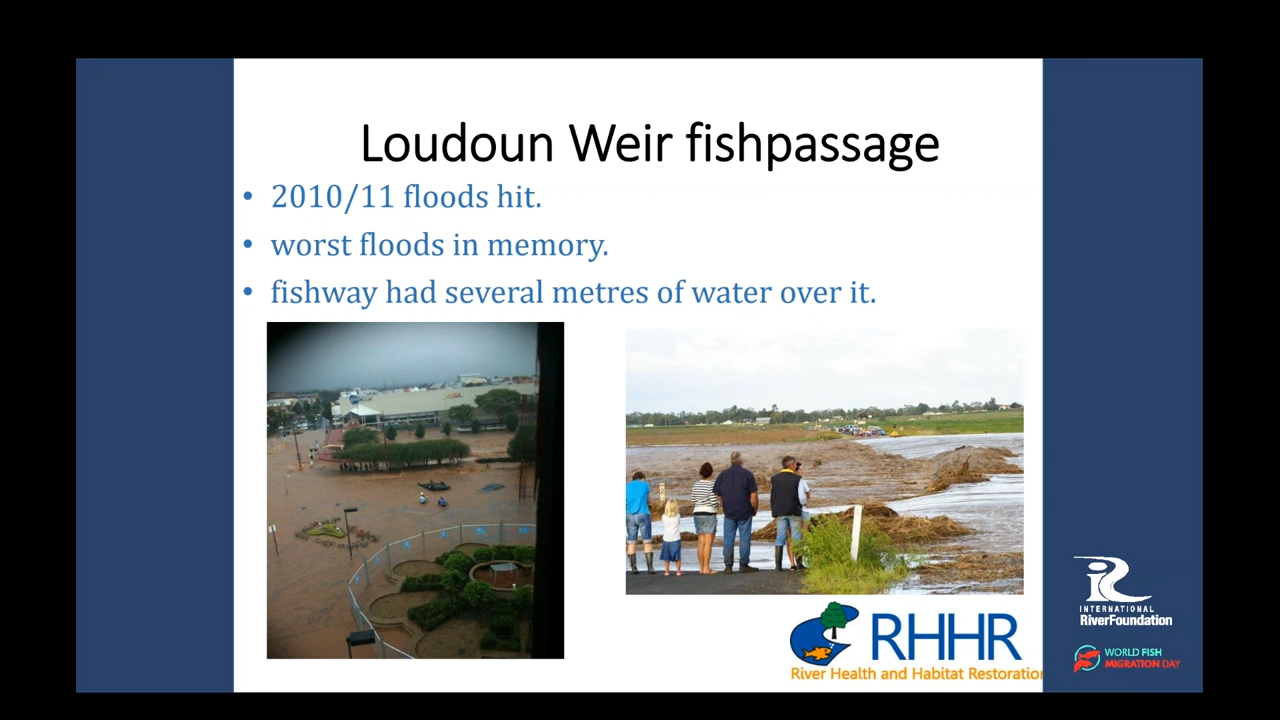 Loudoun Weir fishpassage
• 2010/11 floods hit.
• worst floods in memory.
• fishway had several metres of water over it.
RHHR
River Health and Habitat Restoration
INTERNATIONAL
RiverFoundation
WORLD FISH
MIGRATION DAY